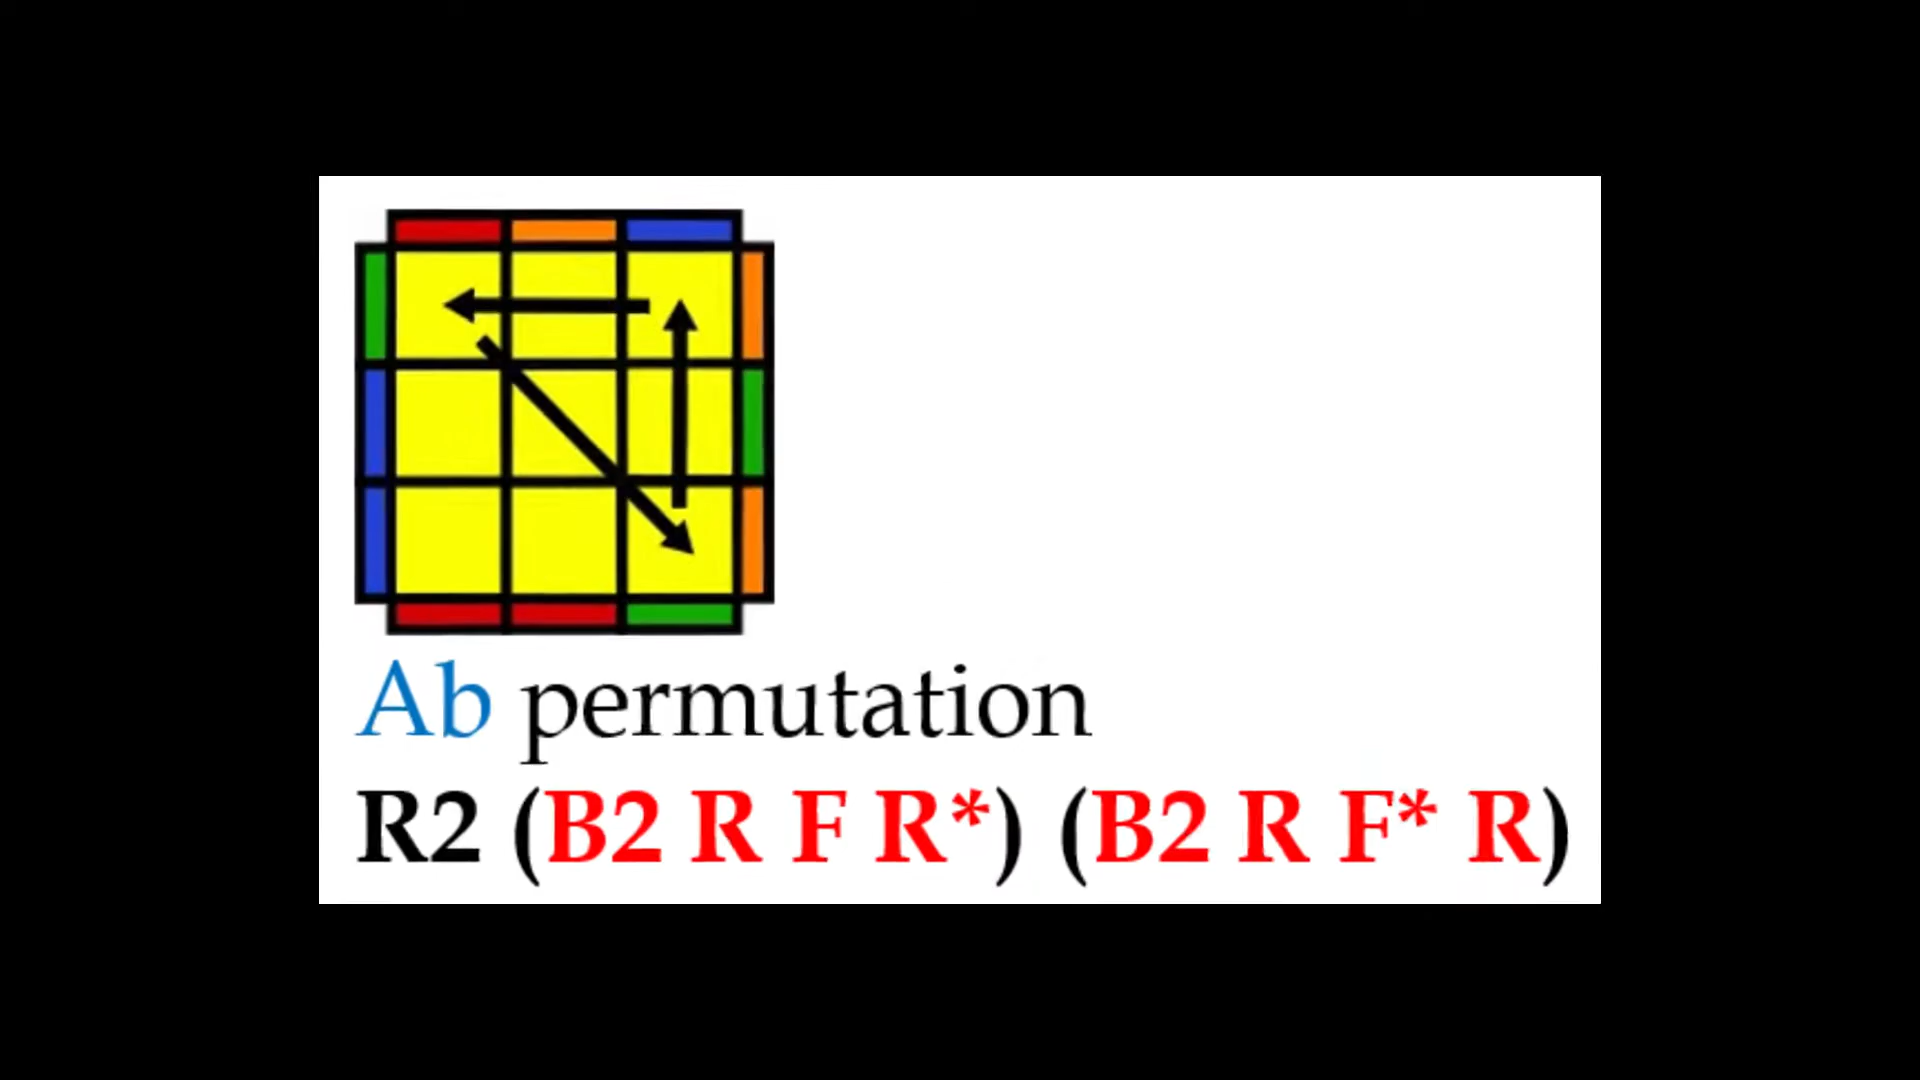 Ab permutation
R2 (B2 R F R*) (B2 R F* R)